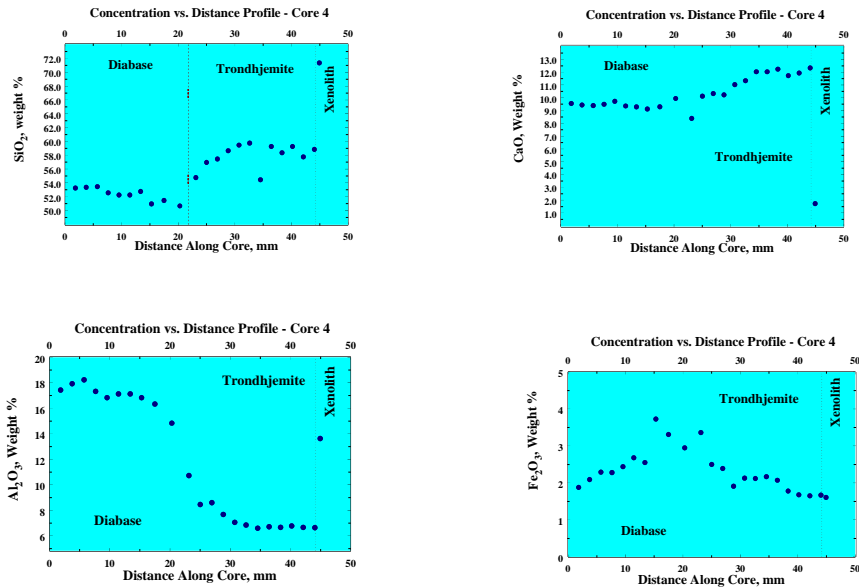 Concentration vs. Distance Profile - Core 4
0 10 20 30 40 50
Diabase
Trondhjemite
Xenolith
SiO₂, weight %
72.0
70.0
68.0
66.0
64.0
62.0
60.0
58.0
56.0
54.0
52.0
50.0
0 10 20 30 40 50
Distance Along Core, mm
Concentration vs. Distance Profile - Core 4
0 10 20 30 40 50
Diabase
Xenolith
CaO, Weight %
13.0
12.0
11.0
10.0
9.0
8.0
7.0
6.0
5.0
4.0
3.0
2.0
1.0
Trondhjemite
0 10 20 30 40 50
Distance Along Core, mm
Concentration vs. Distance Profile - Core 4
0 10 20 30 40 50
Trondhjemite
Xenolith
Al₂O₃, Weight %
20
18
16
14
12
10
8
6
Diabase
0 10 20 30 40 50
Distance Along Core, mm
Concentration vs. Distance Profile - Core 4
0 10 20 30 40 50
Trondhjemite
Xenolith
Fe₂O₃, Weight %
5
4
3
2
1
0
Diabase
0 10 20 30 40 50
Distance Along Core, mm